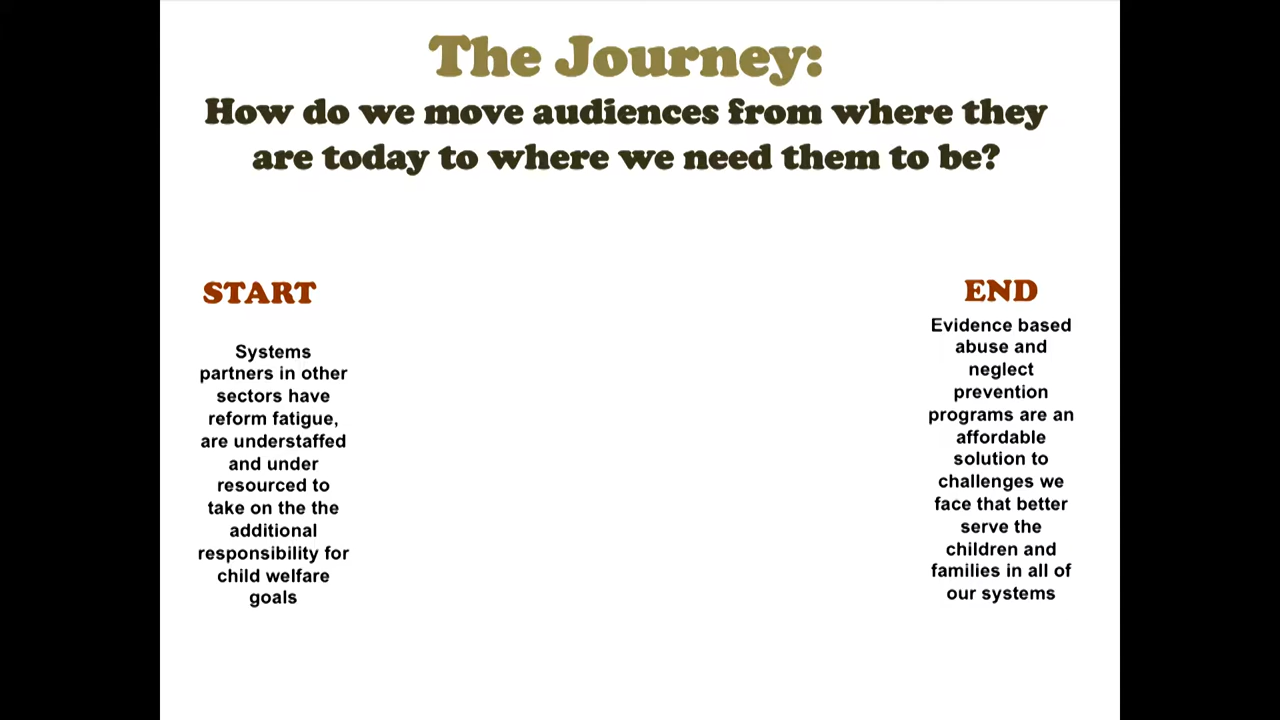 The Journey:
How do we move audiences from where they
are today to where we need them to be?
START
Systems
partners in other
sectors have
reform fatigue,
are understaffed
and under
resourced to
take on the the
additional
responsibility for
child welfare
goals
END
Evidence based
abuse and
neglect
prevention
programs are an
affordable
solution to
challenges we
face that better
serve the
children and
families in all of
our systems